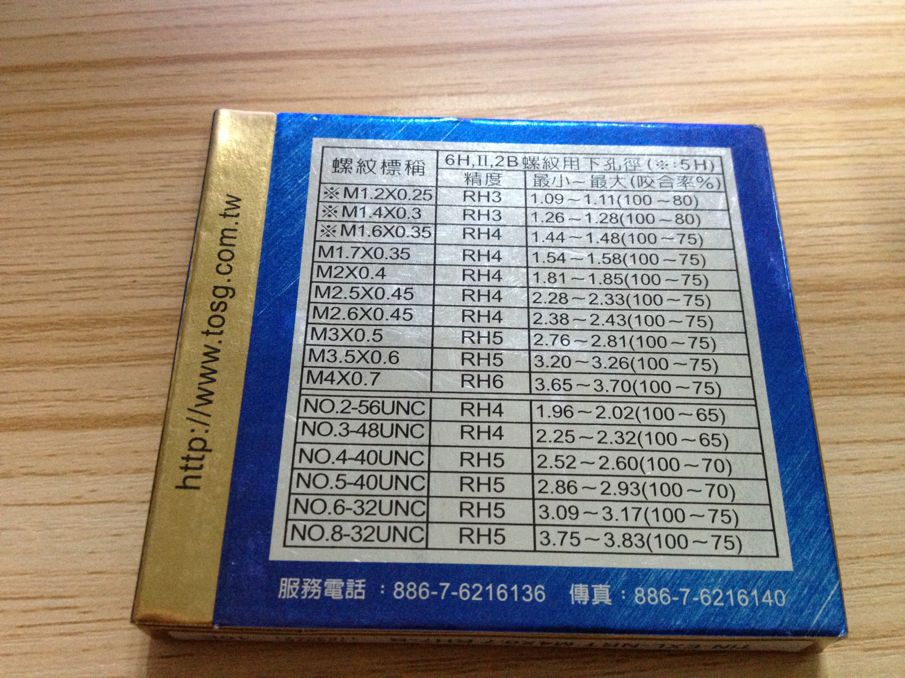 http://www.tosg.com.tw
螺紋標稱 6H,II,2B螺紋用下孔徑(※:5H)
精度 最小~最大(咬合率%)
※M1.2X0.25 RH3 1.09~1.11(100~80)
※M1.4X0.3 RH3 1.26~1.28(100~80)
※M1.6X0.35 RH4 1.44~1.48(100~75)
M1.7X0.35 RH4 1.54~1.58(100~75)
M2X0.4 RH4 1.81~1.85(100~75)
M2.5X0.45 RH4 2.28~2.33(100~75)
M2.6X0.45 RH4 2.38~2.43(100~75)
M3X0.5 RH5 2.76~2.81(100~75)
M3.5X0.6 RH5 3.20~3.26(100~75)
M4X0.7 RH6 3.65~3.70(100~75)
NO.2-56UNC RH4 1.96~2.02(100~65)
NO.3-48UNC RH4 2.25~2.32(100~65)
NO.4-40UNC RH5 2.52~2.60(100~70)
NO.5-40UNC RH5 2.86~2.93(100~70)
NO.6-32UNC RH5 3.09~3.17(100~75)
NO.8-32UNC RH5 3.75~3.83(100~75)
服務電話:886-7-6216136 傳真:886-7-6216140